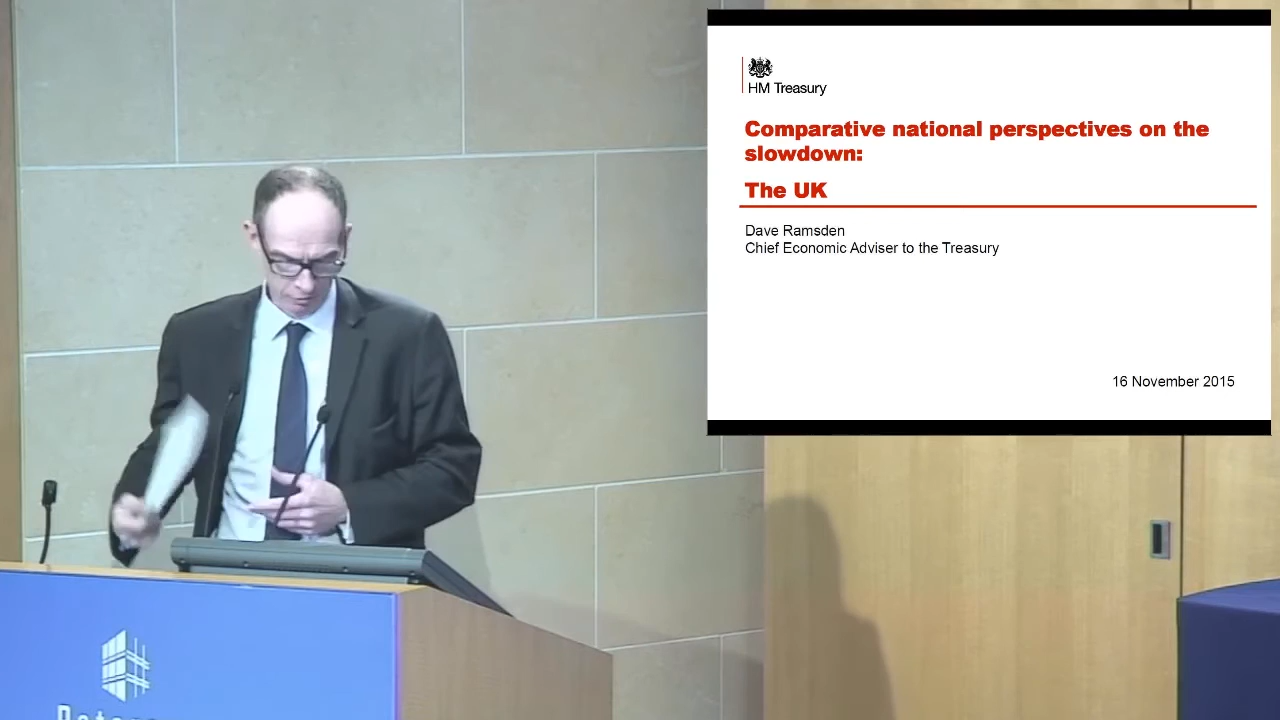 HM Treasury
Comparative national perspectives on the
slowdown:
The UK
Dave Ramsden
Chief Economic Adviser to the Treasury
16 November 2015